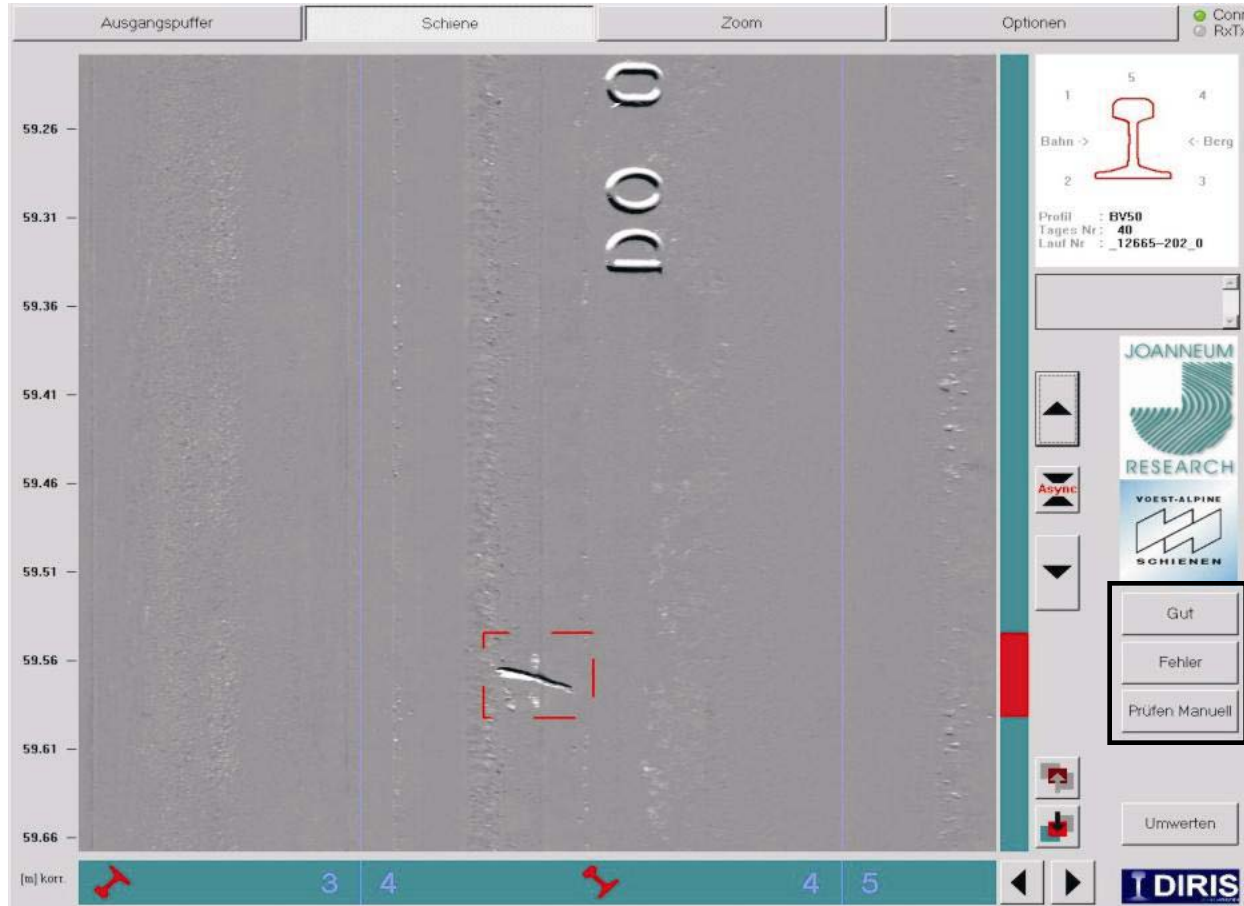 Ausgangspuffer
Schiene
Zoom
Optionen
Conn
RxTx
59.26
59.31
59.36
59.41
59.46
59.51
59.56
59.61
59.66
[m] korr.
5
1
4
Bahn ->
<- Berg
2
3
Profil : BV50
Tages Nr : 40
Lauf Nr : _12665-202_0
JOANNEUM
RESEARCH
Async
VOEST-ALPINE
SCHIENEN
Gut
Fehler
Prüfen Manuell
Umwerten
3
4
4
5
DIRIS